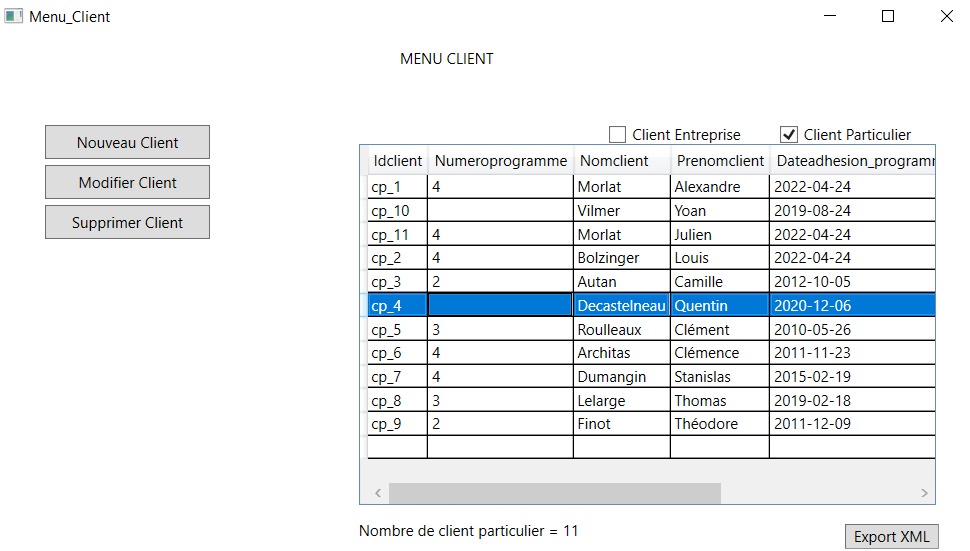 Menu_Client
MENU CLIENT
Nouveau Client
Modifier Client
Supprimer Client
Client Entreprise Client Particulier
Idclient Numeroprogramme Nomclient Prenomclient Dateadhesion_programm
cp_1 4 Morlat Alexandre 2022-04-24
cp_10 Vilmer Yoan 2019-08-24
cp_11 4 Morlat Julien 2022-04-24
cp_2 4 Bolzinger Louis 2022-04-24
cp_3 2 Autan Camille 2012-10-05
cp_4 Decastelneau Quentin 2020-12-06
cp_5 3 Roulleaux Clément 2010-05-26
cp_6 4 Architas Clémence 2011-11-23
cp_7 4 Dumangin Stanislas 2015-02-19
cp_8 3 Lelarge Thomas 2019-02-18
cp_9 2 Finot Théodore 2011-12-09
Nombre de client particulier = 11
Export XML